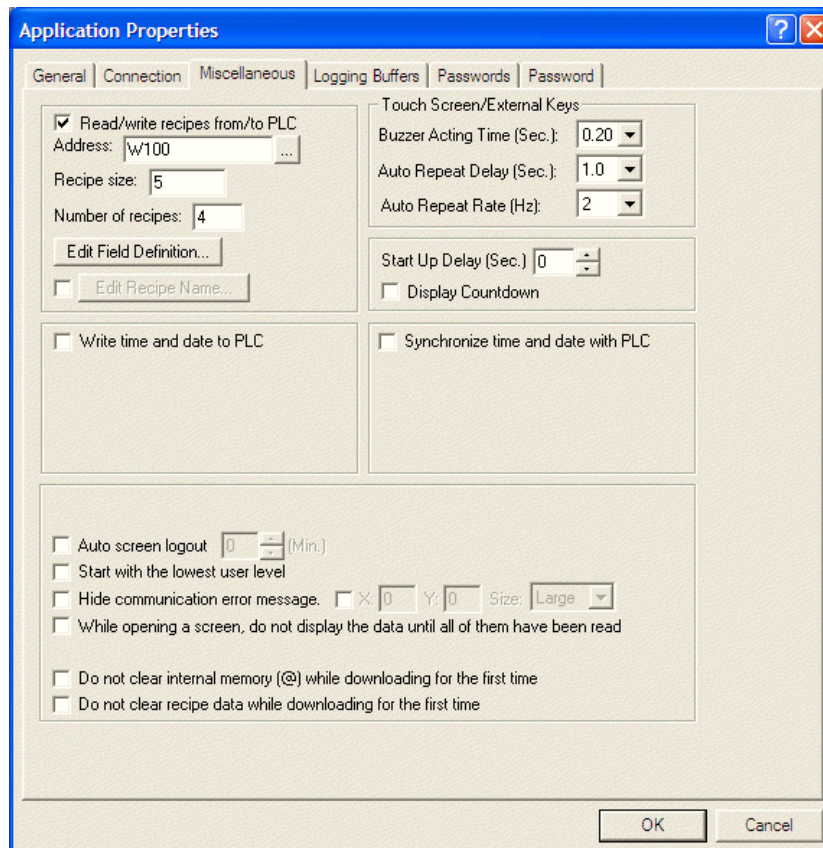 Application Properties
General Connection Miscellaneous Logging Buffers Passwords Password
Read/write recipes from/to PLC
Address: W100 ...
Recipe size: 5
Number of recipes: 4
Edit Field Definition...
Edit Recipe Name...
Touch Screen/External Keys
Buzzer Acting Time (Sec.): 0.20
Auto Repeat Delay (Sec.): 1.0
Auto Repeat Rate (Hz): 2
Start Up Delay (Sec.) 0
Display Countdown
Write time and date to PLC
Synchronize time and date with PLC
Auto screen logout 0 (Min.)
Start with the lowest user level
Hide communication error message. X: 0 Y: 0 Size: Large
While opening a screen, do not display the data until all of them have been read
Do not clear internal memory (@) while downloading for the first time
Do not clear recipe data while downloading for the first time
OK Cancel